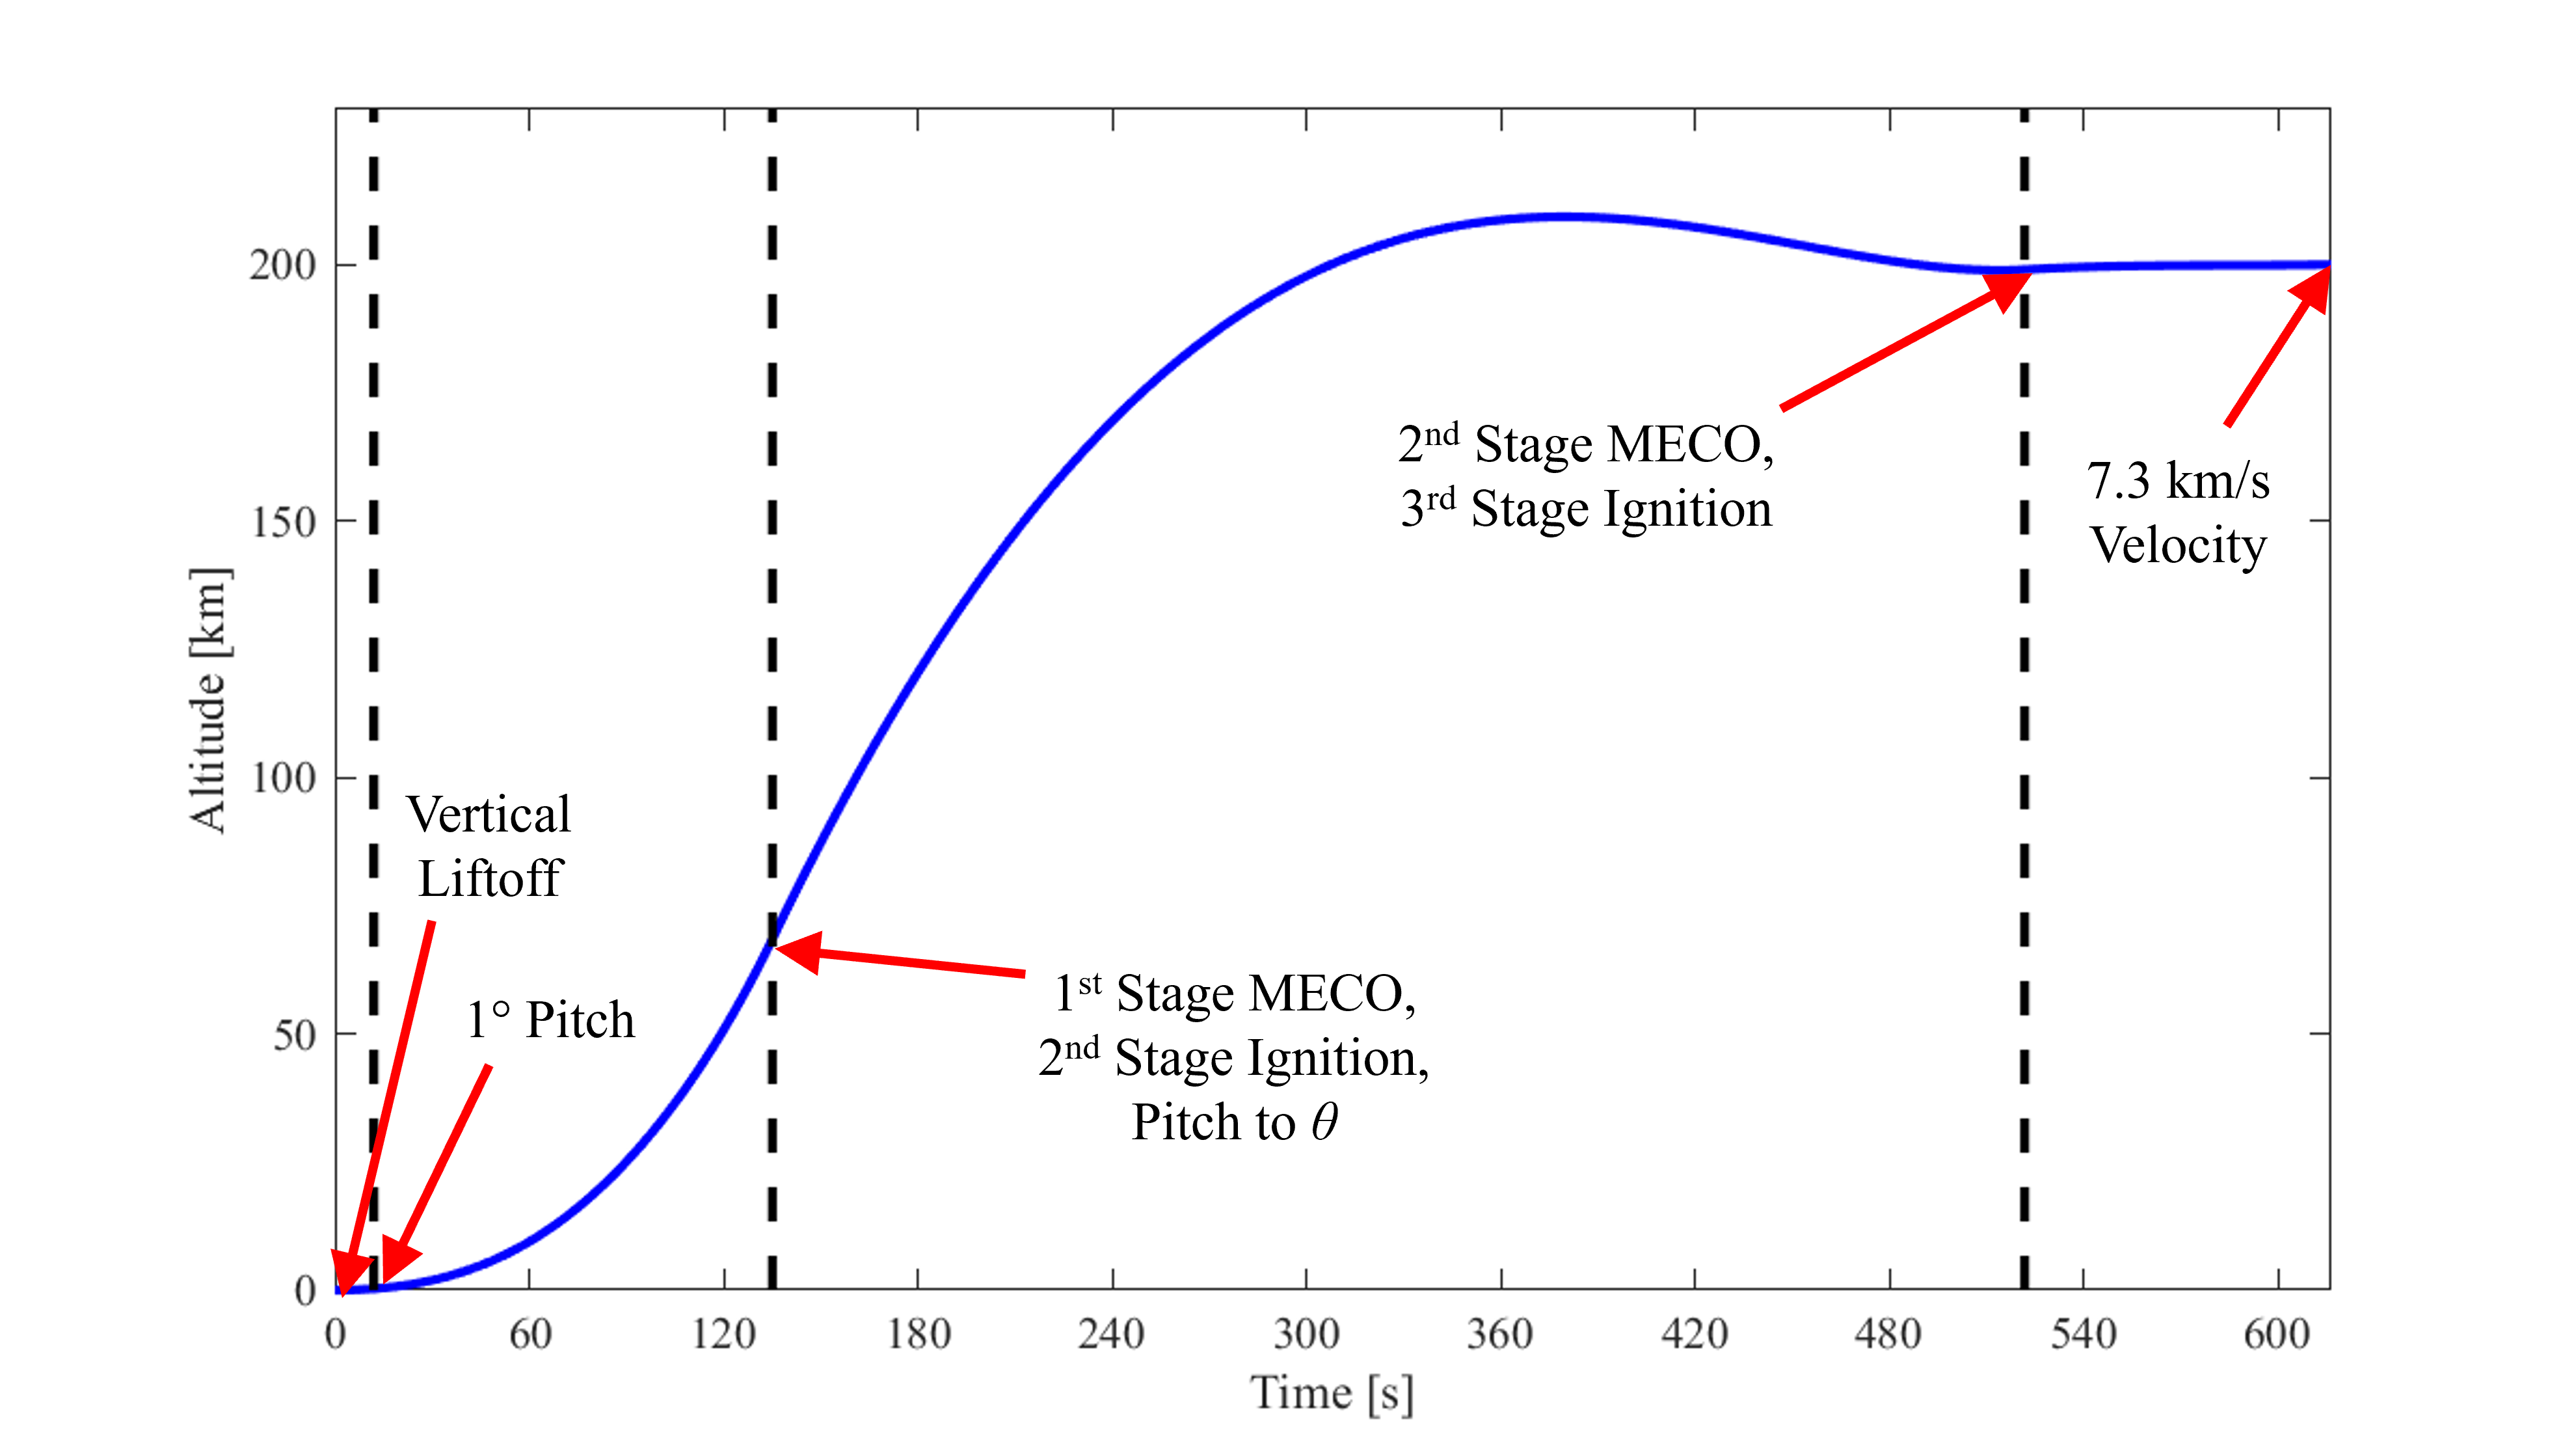 200
150
100
50
0
Altitude [km]
Vertical
Liftoff
1° Pitch
1st Stage MECO,
2nd Stage Ignition,
Pitch to θ
2nd Stage MECO,
3rd Stage Ignition
7.3 km/s
Velocity
0 60 120 180 240 300 360 420 480 540 600
Time [s]